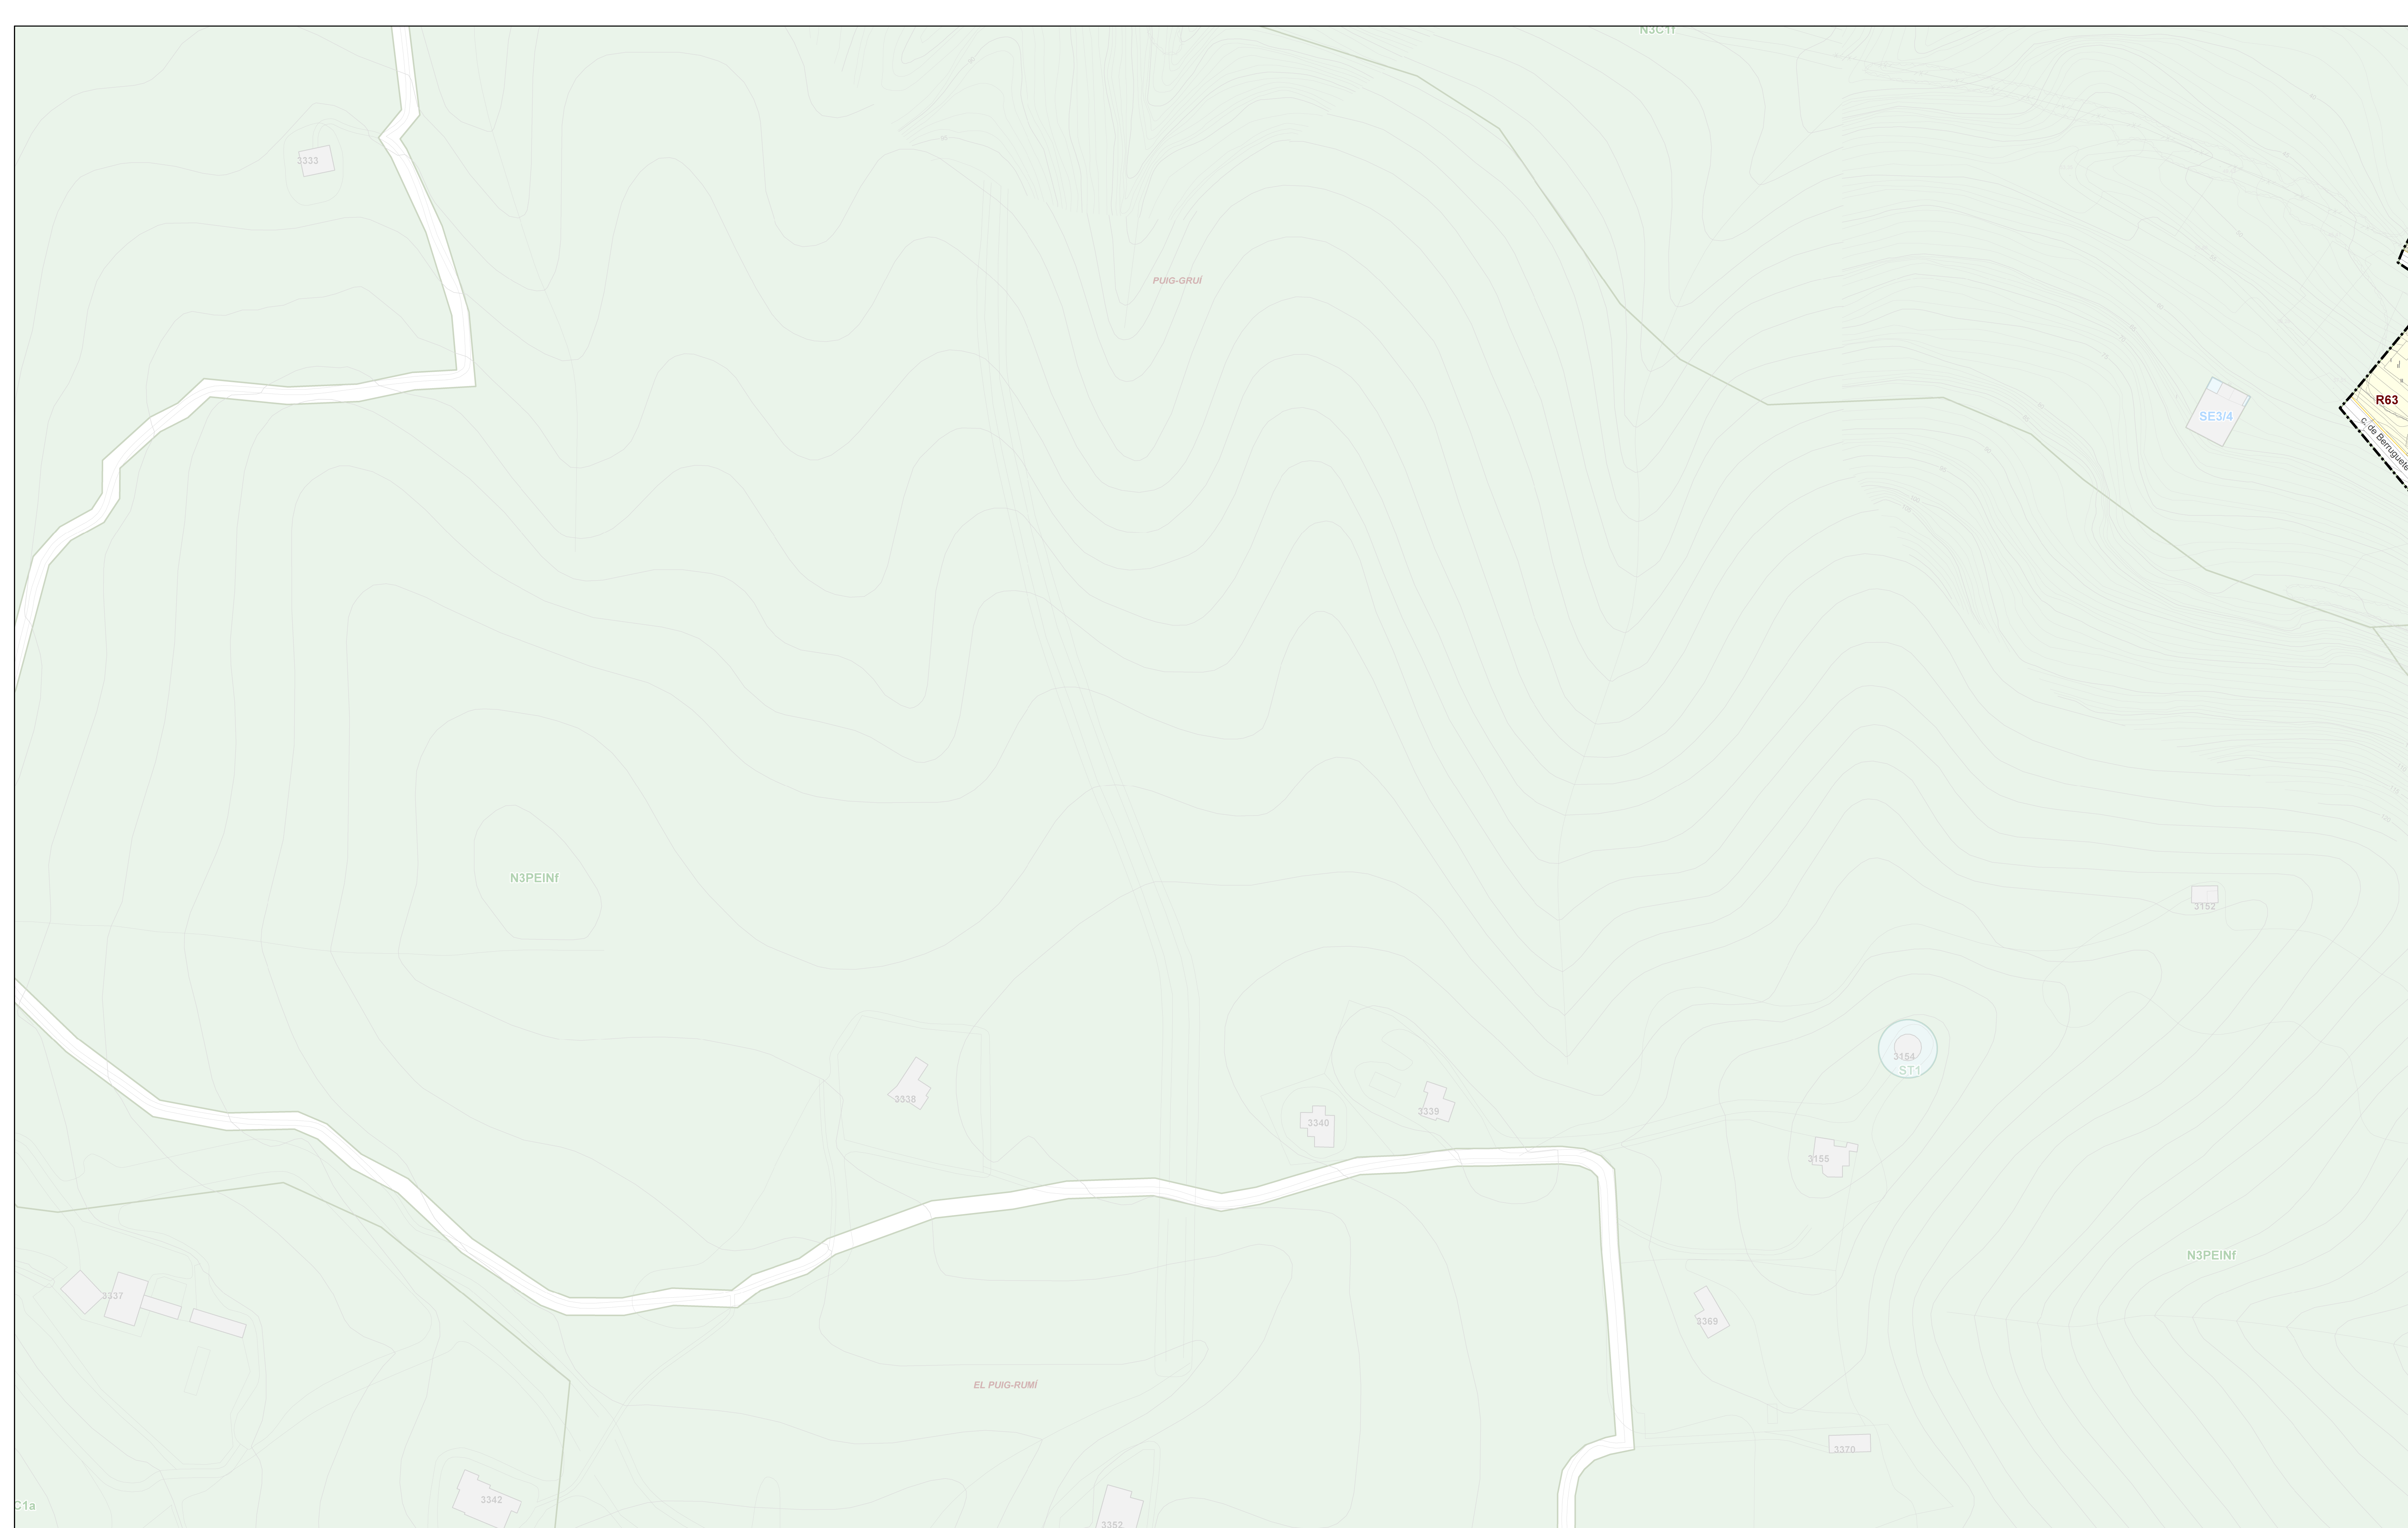 N3C1f
3333
PUIG-GRUÍ
R63
SE3/4
c. de Berruguete
N3PEINf
3152
3154
ST1
3338
3339
3340
3155
N3PEINf
3337
3369
EL PUIG-RUMÍ
3370
3342
C1a
3352